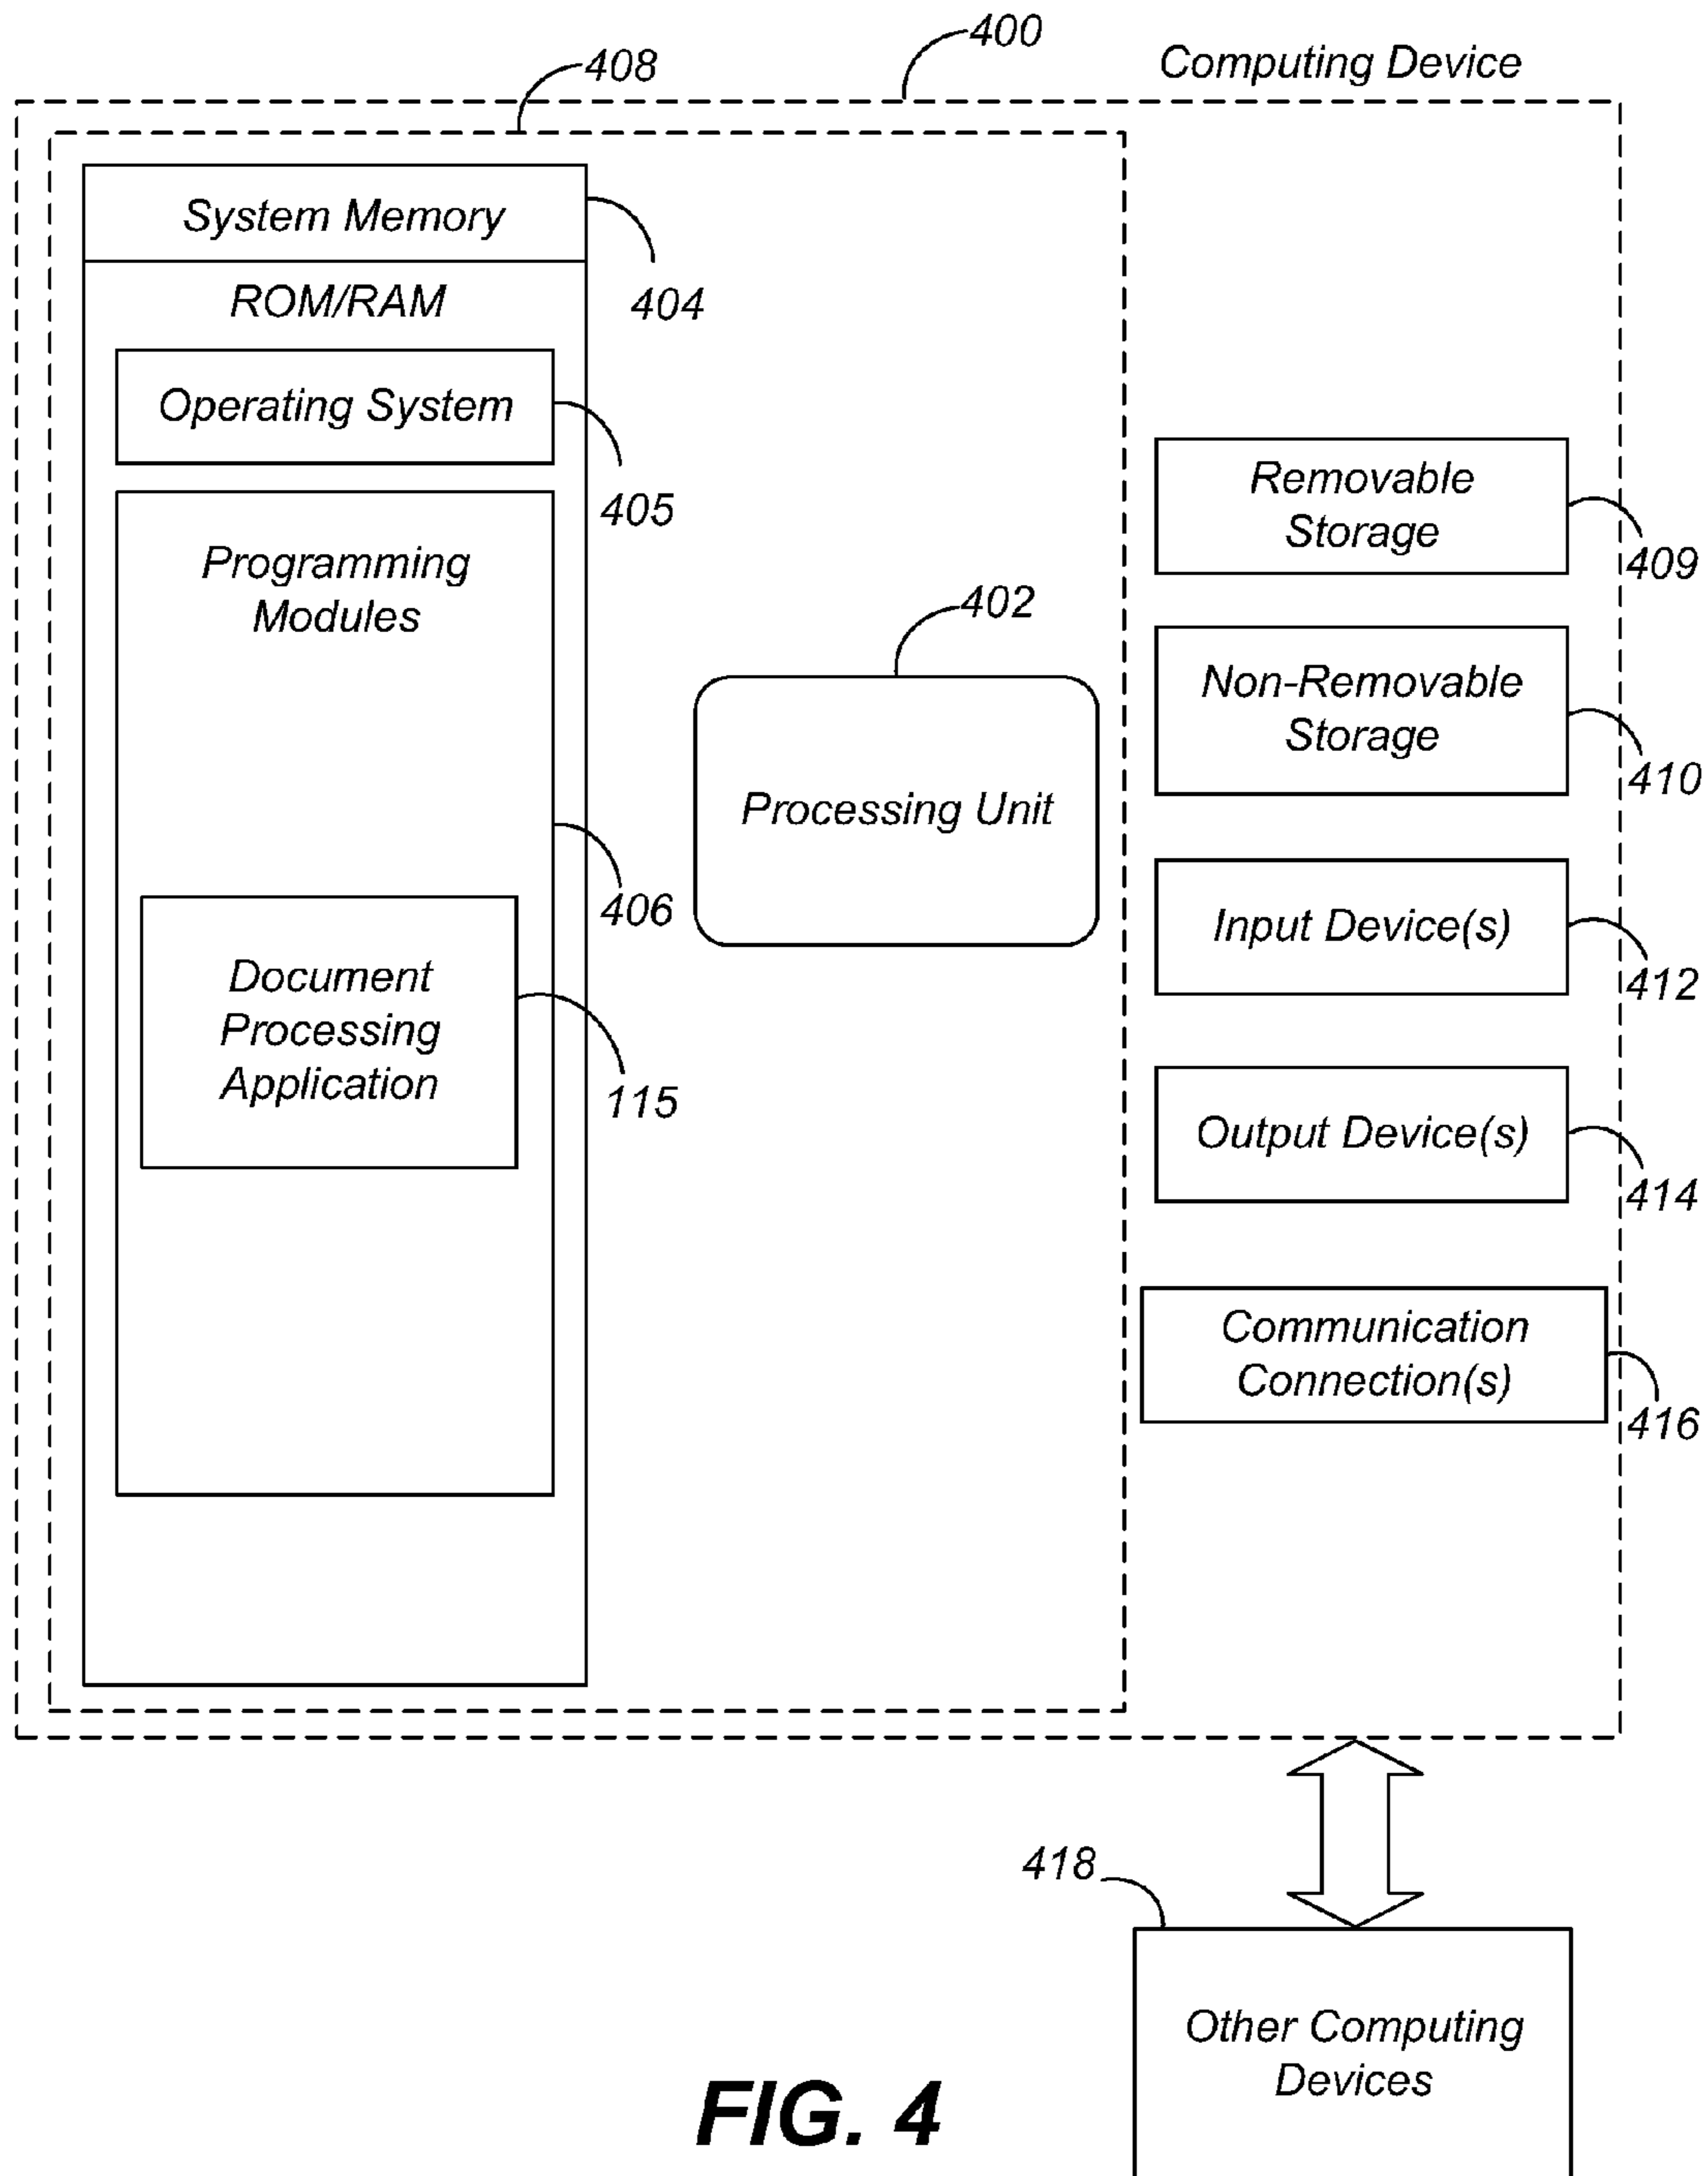 400
Computing Device
408
System Memory
404
ROM/RAM
Operating System
405
Programming
Modules
406
Document
Processing
Application
115
402
Processing Unit
Removable
Storage
409
Non-Removable
Storage
410
Input Device(s)
412
Output Device(s)
414
Communication
Connection(s)
416
418
Other Computing
Devices
FIG. 4